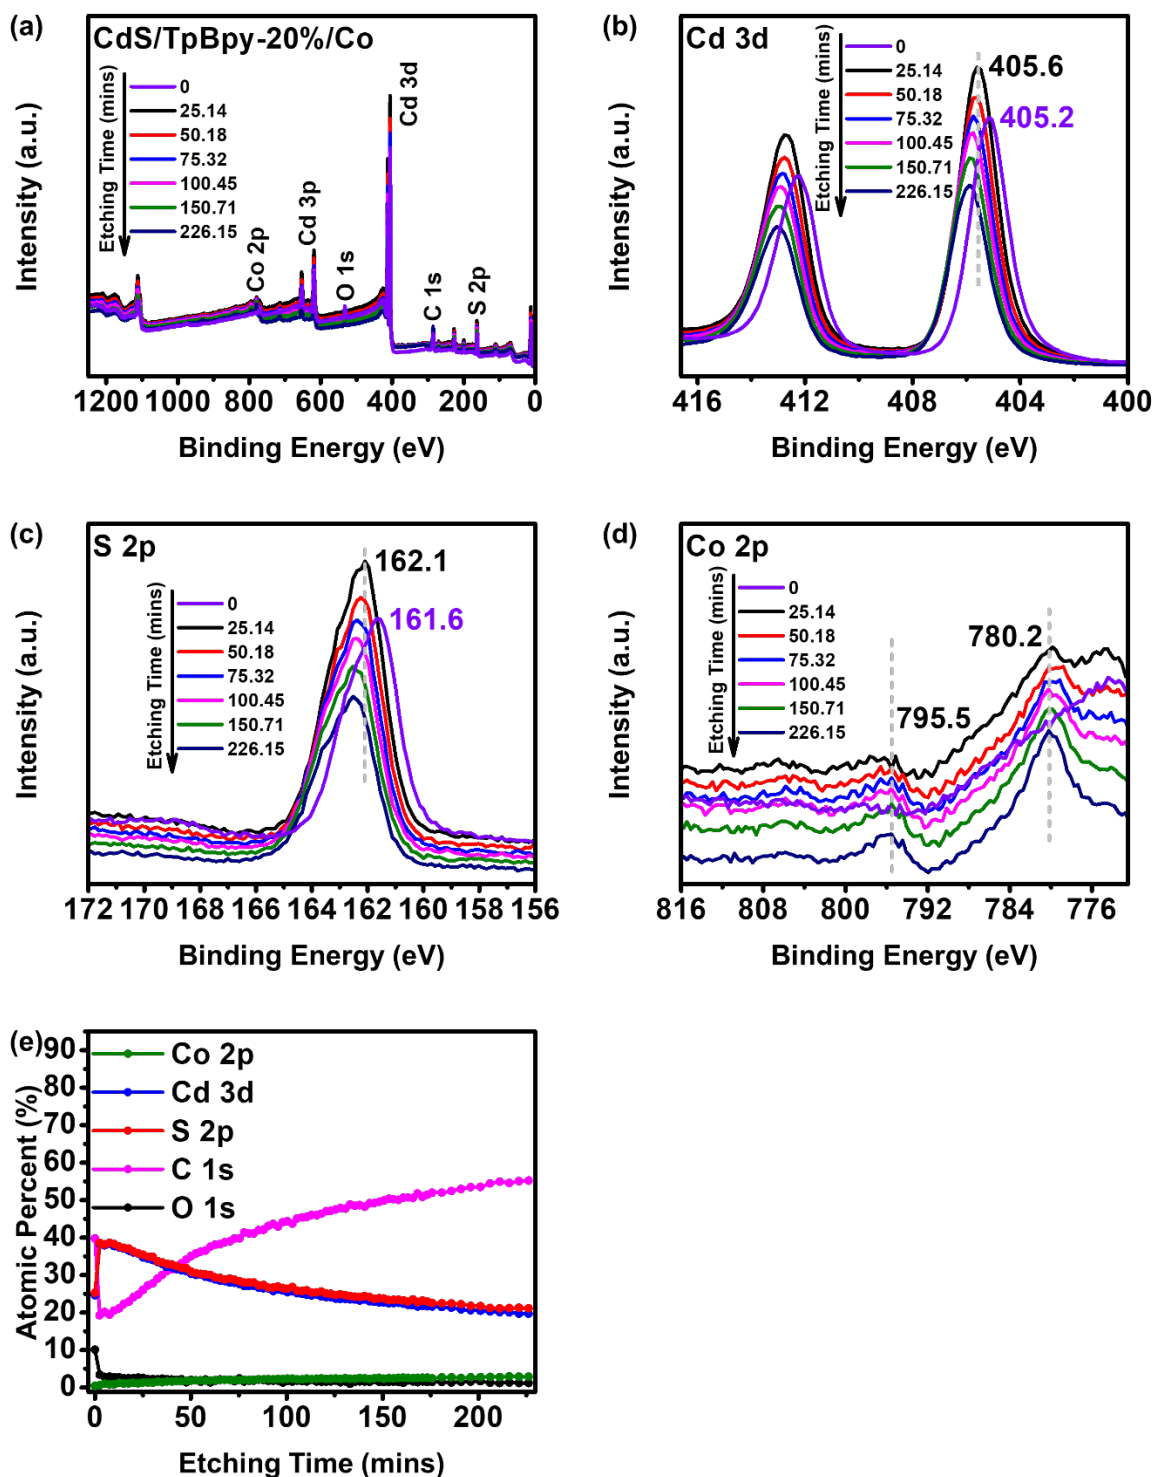 (a)
CdS/TpBpy-20%/Co
Etching Time (mins)
0
25.14
50.18
75.32
100.45
150.71
226.15
Co 2p
Cd 3p
O 1s
Cd 3d
C 1s
S 2p
Intensity (a.u.)
1200 1000 800 600 400 200 0
Binding Energy (eV)
(b)
Cd 3d
Etching Time (mins)
0
25.14
50.18
75.32
100.45
150.71
226.15
405.6
405.2
Intensity (a.u.)
416 412 408 404 400
Binding Energy (eV)
(c)
S 2p
Etching Time (mins)
0
25.14
50.18
75.32
100.45
150.71
226.15
162.1
161.6
Intensity (a.u.)
172 170 168 166 164 162 160 158 156
Binding Energy (eV)
(d)
Co 2p
Etching Time (mins)
0
25.14
50.18
75.32
100.45
150.71
226.15
780.2
795.5
Intensity (a.u.)
816 808 800 792 784 776
Binding Energy (eV)
(e)
Co 2p
Cd 3d
S 2p
C 1s
O 1s
Atomic Percent (%)
90
80
70
60
50
40
30
20
10
0
0 50 100 150 200
Etching Time (mins)